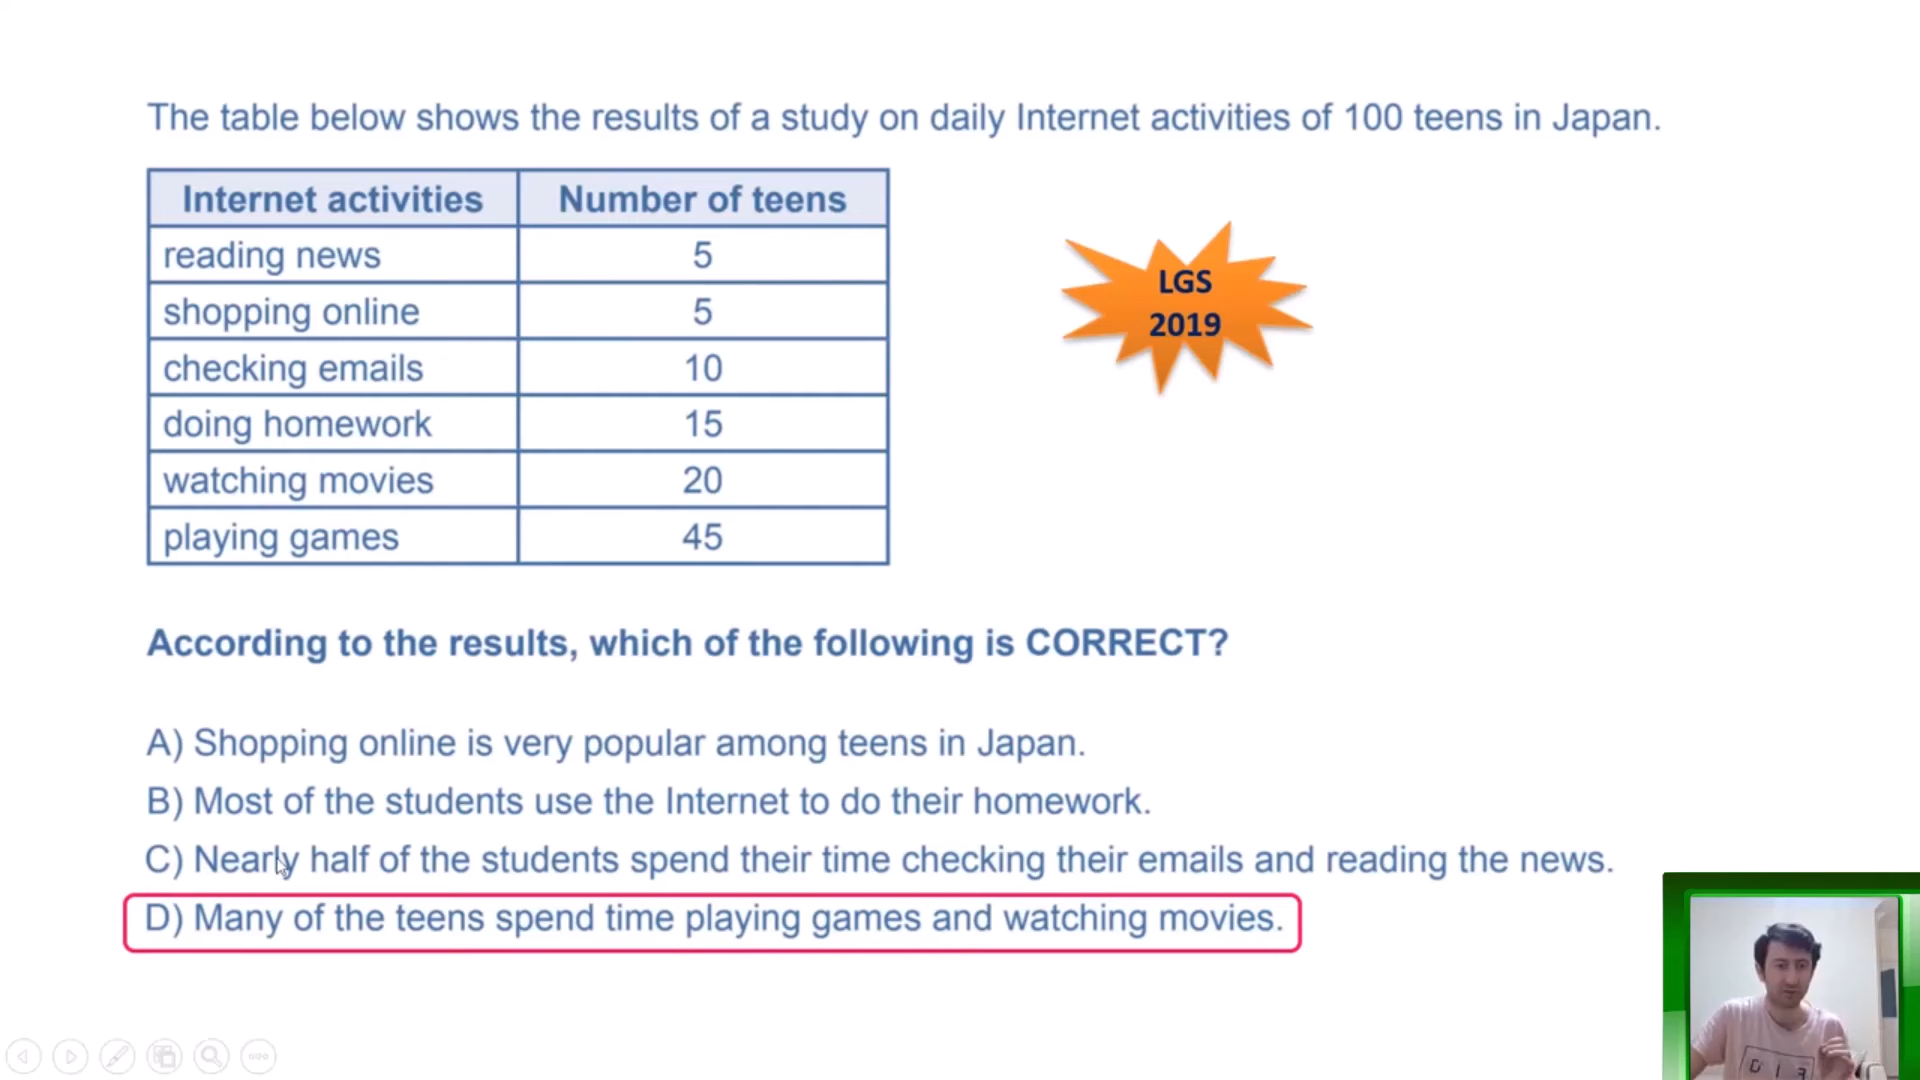 The table below shows the results of a study on daily Internet activities of 100 teens in Japan.
Internet activities Number of teens
reading news 5
shopping online 5
checking emails 10
doing homework 15
watching movies 20
playing games 45
LGS
2019
According to the results, which of the following is CORRECT?
A) Shopping online is very popular among teens in Japan.
B) Most of the students use the Internet to do their homework.
C) Nearly half of the students spend their time checking their emails and reading the news.
D) Many of the teens spend time playing games and watching movies.